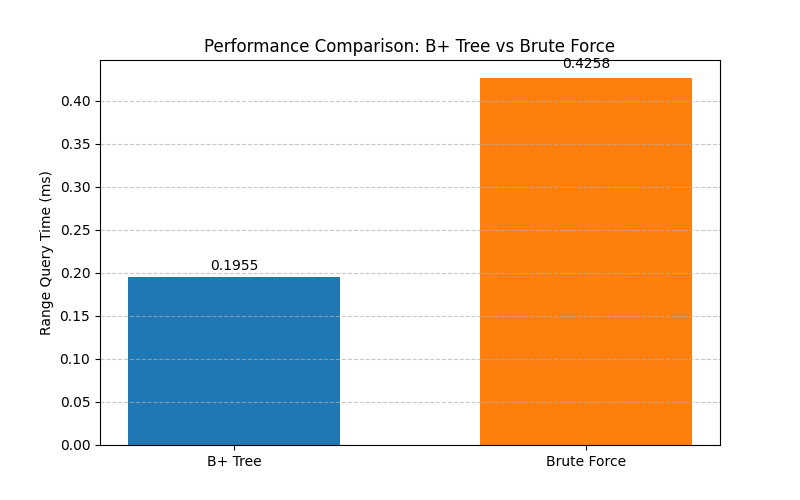 Performance Comparison: B+ Tree vs Brute Force
0.4258
0.1955
Range Query Time (ms)
0.40
0.35
0.30
0.25
0.20
0.15
0.10
0.05
0.00
B+ Tree
Brute Force